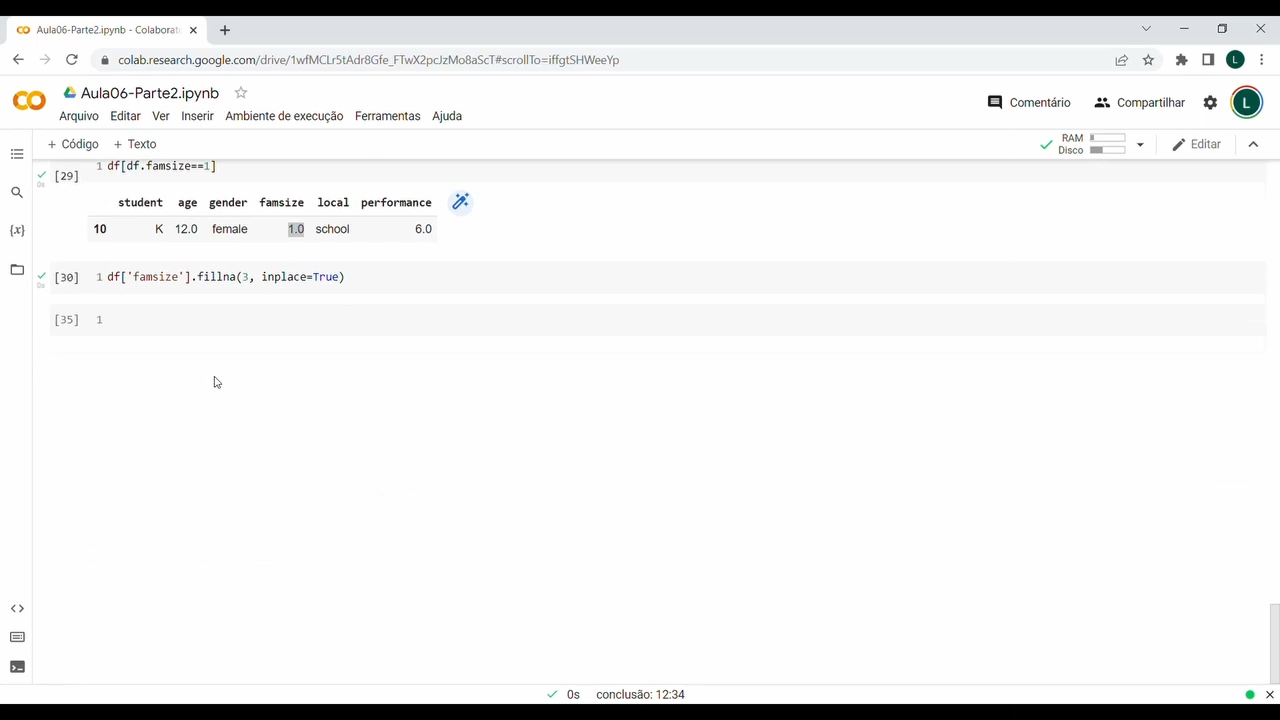 Aula06-Parte2.ipynb - Colaborat
colab.research.google.com/drive/1wfMCLr5tAdr8Gfe_FTwX2pcJzMo8aScT#scrollTo=iffgtSHWeeYp
L
Aula06-Parte2.ipynb
Comentário Compartilhar L
Arquivo Editar Ver Inserir Ambiente de execução Ferramentas Ajuda
+ Código + Texto
RAM
Disco
Editar
[29] 1 df[df.famsize==1]
0s
student age gender famsize local performance
10 K 12.0 female 1.0 school 6.0
[30] 1 df['famsize'].fillna(3, inplace=True)
0s
[35] 1
0s conclusão: 12:34